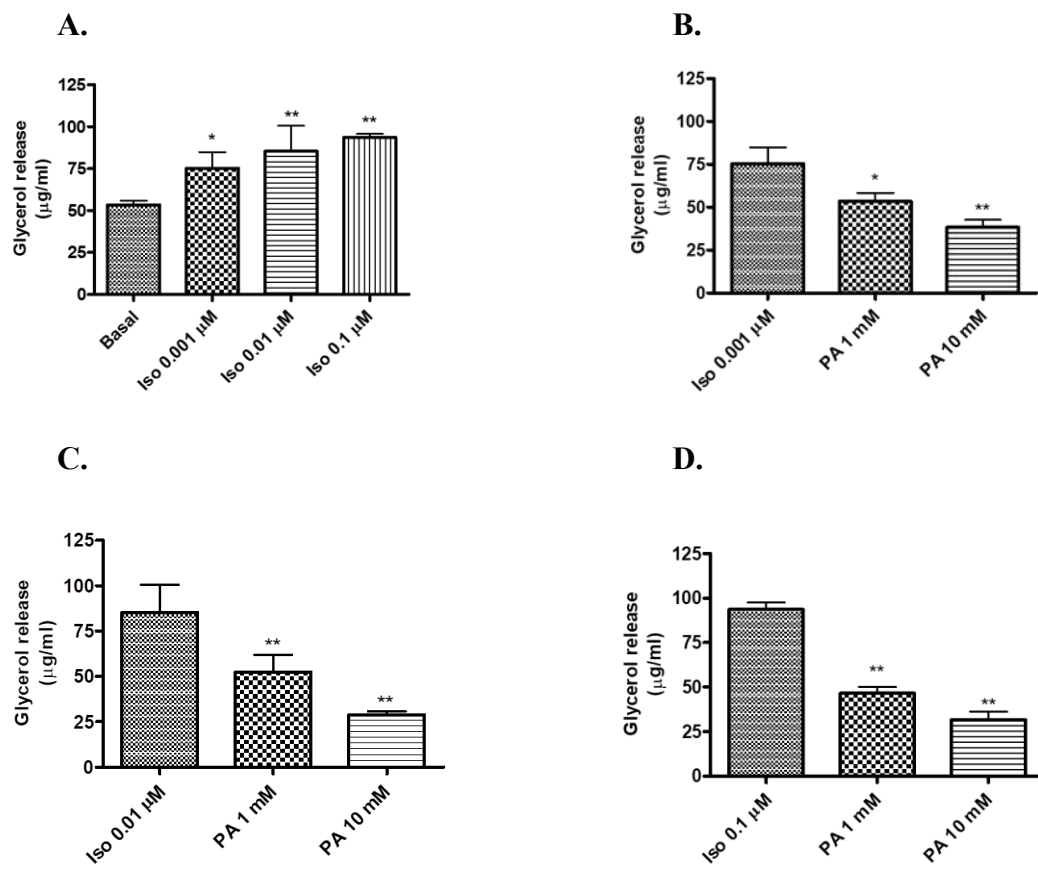 A.
Glycerol release
(μg/ml)
125
100
75
50
25
0
*
**
**
Basal
Iso 0.001 μM
Iso 0.01 μM
Iso 0.1 μM
B.
Glycerol release
(μg/ml)
125
100
75
50
25
0
*
**
Iso 0.001 μM
PA 1 mM
PA 10 mM
C.
Glycerol release
(μg/ml)
125
100
75
50
25
0
**
**
Iso 0.01 μM
PA 1 mM
PA 10 mM
D.
Glycerol release
(μg/ml)
125
100
75
50
25
0
**
**
Iso 0.1 μM
PA 1 mM
PA 10 mM